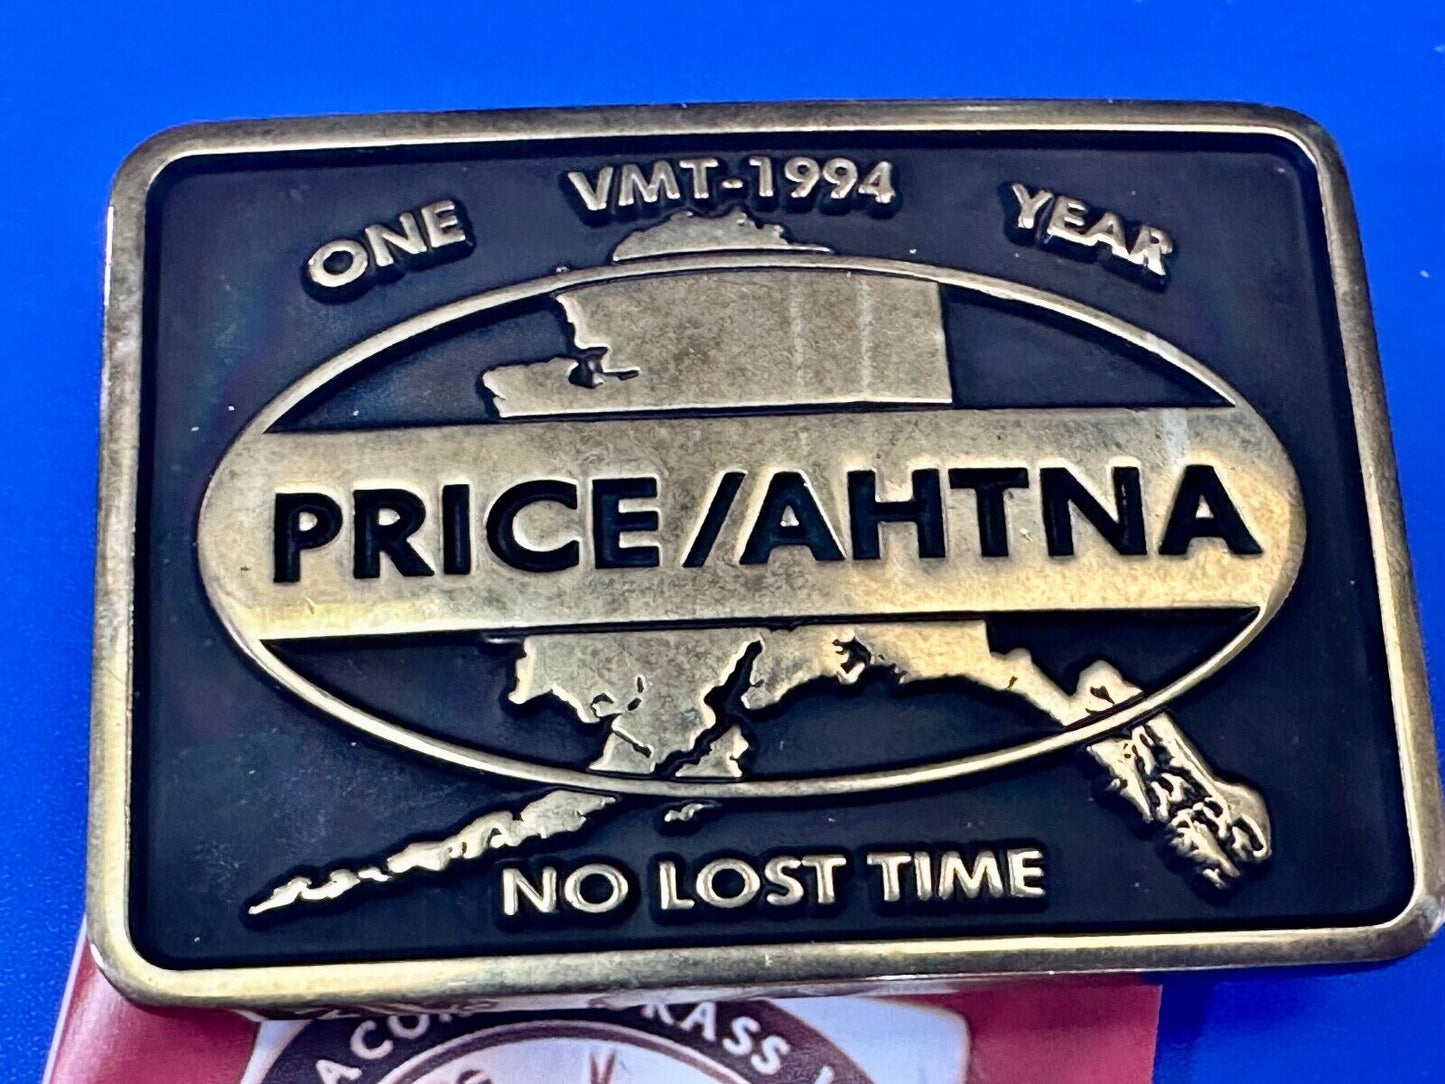 ONE VMT-1994 YEAR
PRICE/AHTNA
NO LOST TIME